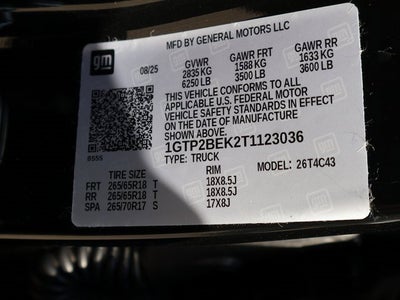 MFD BY GENERAL MOTORS LLC
gm 08/25 GVWR GAWR FRT GAWR RR
2835 KG 1588 KG 1633 KG
6250 LB 3500 LB 3600 LB
THIS VEHICLE CONFORMS TO ALL
APPLICABLE U.S. FEDERAL MOTOR
VEHICLE SAFETY STANDARDS IN EFFECT
ON THE DATE OF MANUFACTURE
SHOWN ABOVE.
1GTP2BEK2T1123036
TYPE: TRUCK MODEL: 26T4C43
TIRE SIZE RIM
FRT 265/65R18 T 18X8.5J
RR 265/65R18 T 18X8.5J
SPA 265/70R17 S 17X8J